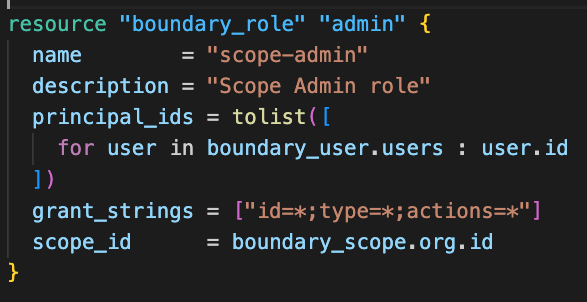 resource "boundary_role" "admin" {
  name        = "scope-admin"
  description = "Scope Admin role"
  principal_ids = tolist([
    for user in boundary_user.users : user.id
  ])
  grant_strings = ["id=*;type=*;actions=*"]
  scope_id      = boundary_scope.org.id
}